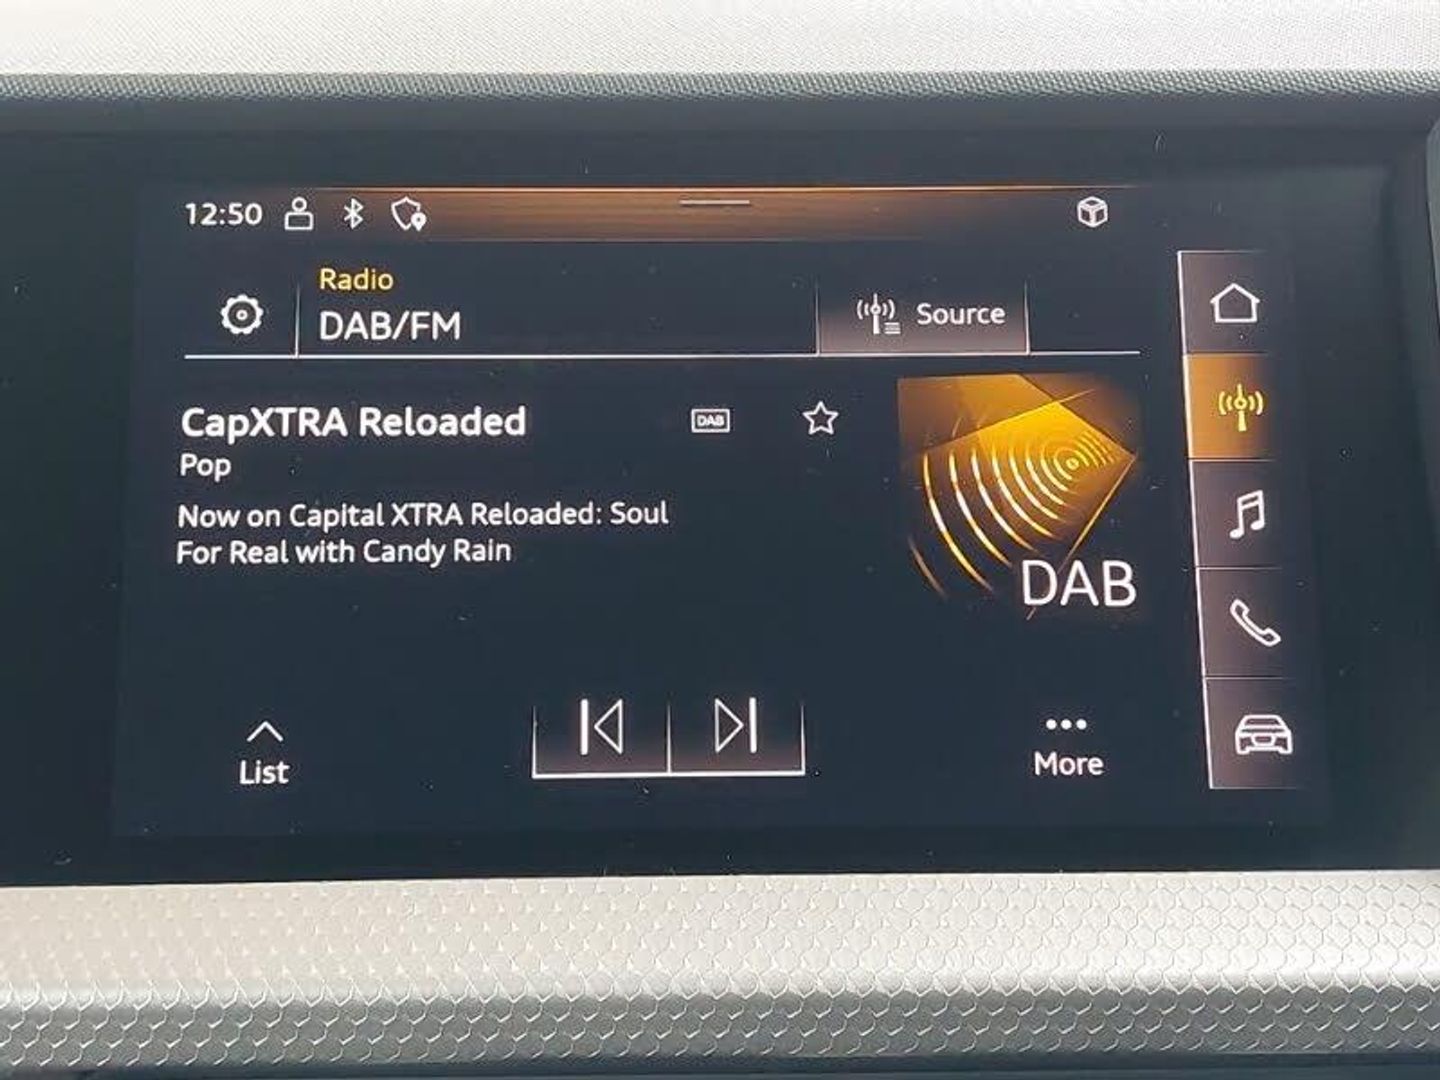 12:50
Radio
DAB/FM
Source
CapXTRA Reloaded
DAB
Pop
Now on Capital XTRA Reloaded: Soul
For Real with Candy Rain
DAB
List
More